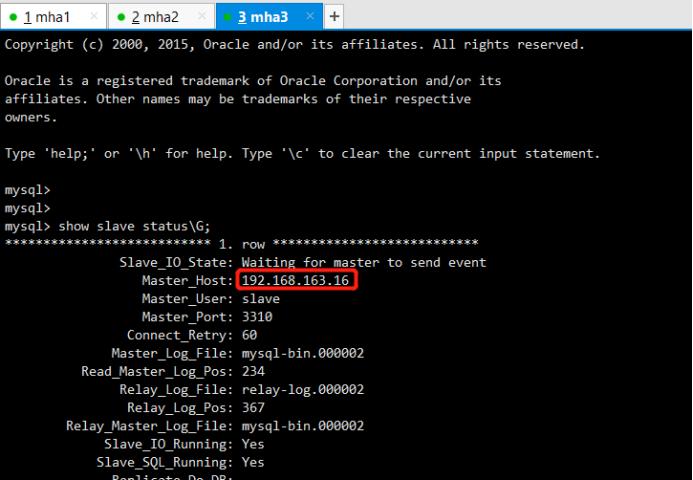 1 mha1 × 2 mha2 × 3 mha3 × +
Copyright (c) 2000, 2015, Oracle and/or its affiliates. All rights reserved.
Oracle is a registered trademark of Oracle Corporation and/or its
affiliates. Other names may be trademarks of their respective
owners.
Type 'help;' or '\h' for help. Type '\c' to clear the current input statement.
mysql>
mysql>
mysql> show slave status\G;
*************************** 1. row ***************************
Slave_IO_State: Waiting for master to send event
Master_Host: 192.168.163.16
Master_User: slave
Master_Port: 3310
Connect_Retry: 60
Master_Log_File: mysql-bin.000002
Read_Master_Log_Pos: 234
Relay_Log_File: relay-log.000002
Relay_Log_Pos: 367
Relay_Master_Log_File: mysql-bin.000002
Slave_IO_Running: Yes
Slave_SQL_Running: Yes
Replicate_Do_DB: